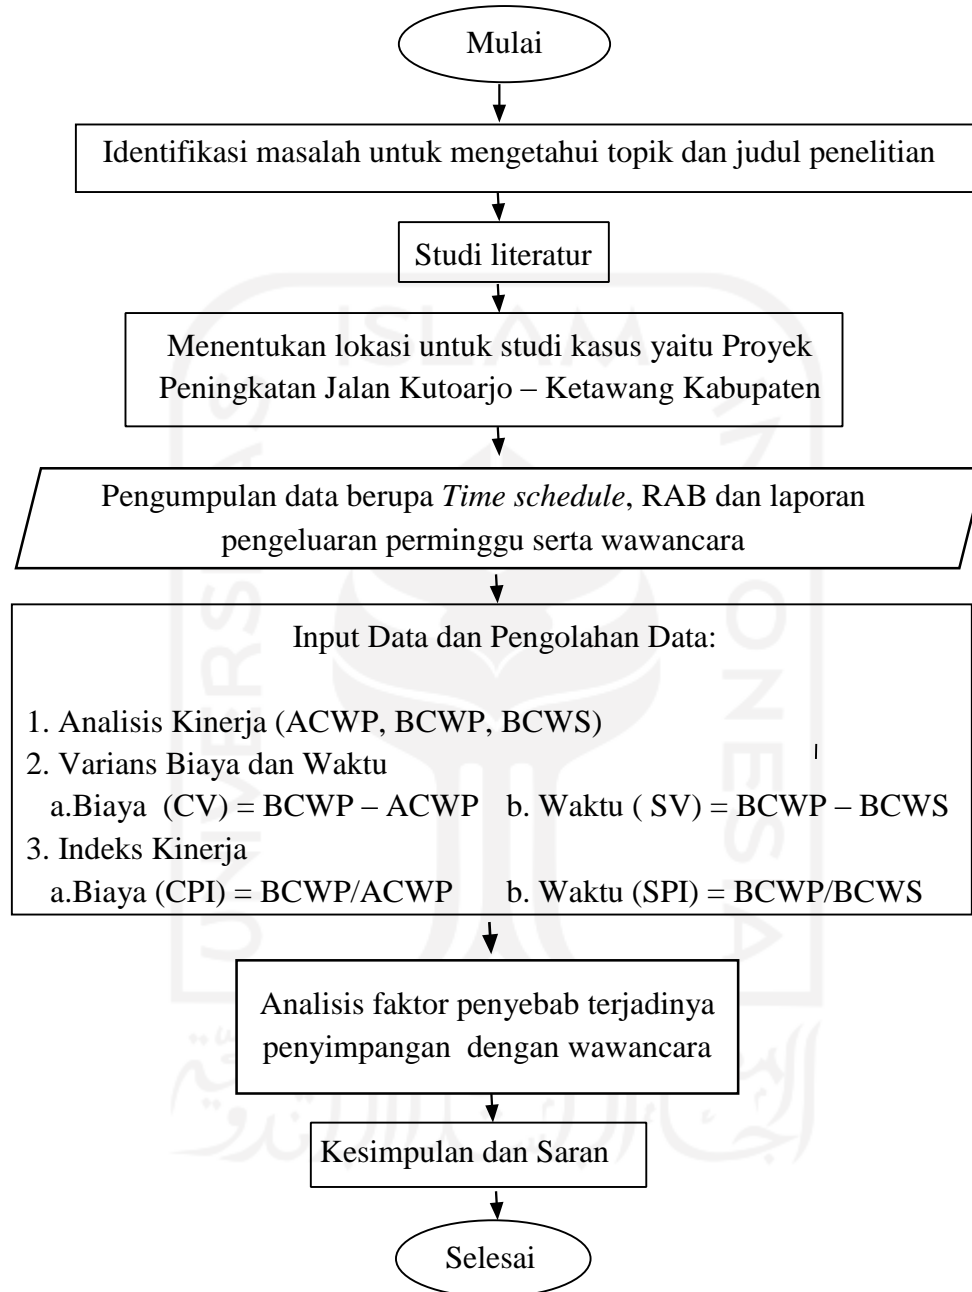 Mulai
Identifikasi masalah untuk mengetahui topik dan judul penelitian
Studi literatur
Menentukan lokasi untuk studi kasus yaitu Proyek
Peningkatan Jalan Kutoarjo – Ketawang Kabupaten
Pengumpulan data berupa Time schedule, RAB dan laporan
pengeluaran perminggu serta wawancara
Input Data dan Pengolahan Data:
1. Analisis Kinerja (ACWP, BCWP, BCWS)
2. Varians Biaya dan Waktu
a.Biaya (CV) = BCWP – ACWP b. Waktu ( SV) = BCWP – BCWS
3. Indeks Kinerja
a.Biaya (CPI) = BCWP/ACWP b. Waktu (SPI) = BCWP/BCWS
Analisis faktor penyebab terjadinya
penyimpangan dengan wawancara
Kesimpulan dan Saran
Selesai
ISLAM
UNIVERSITAS
INDONESIA